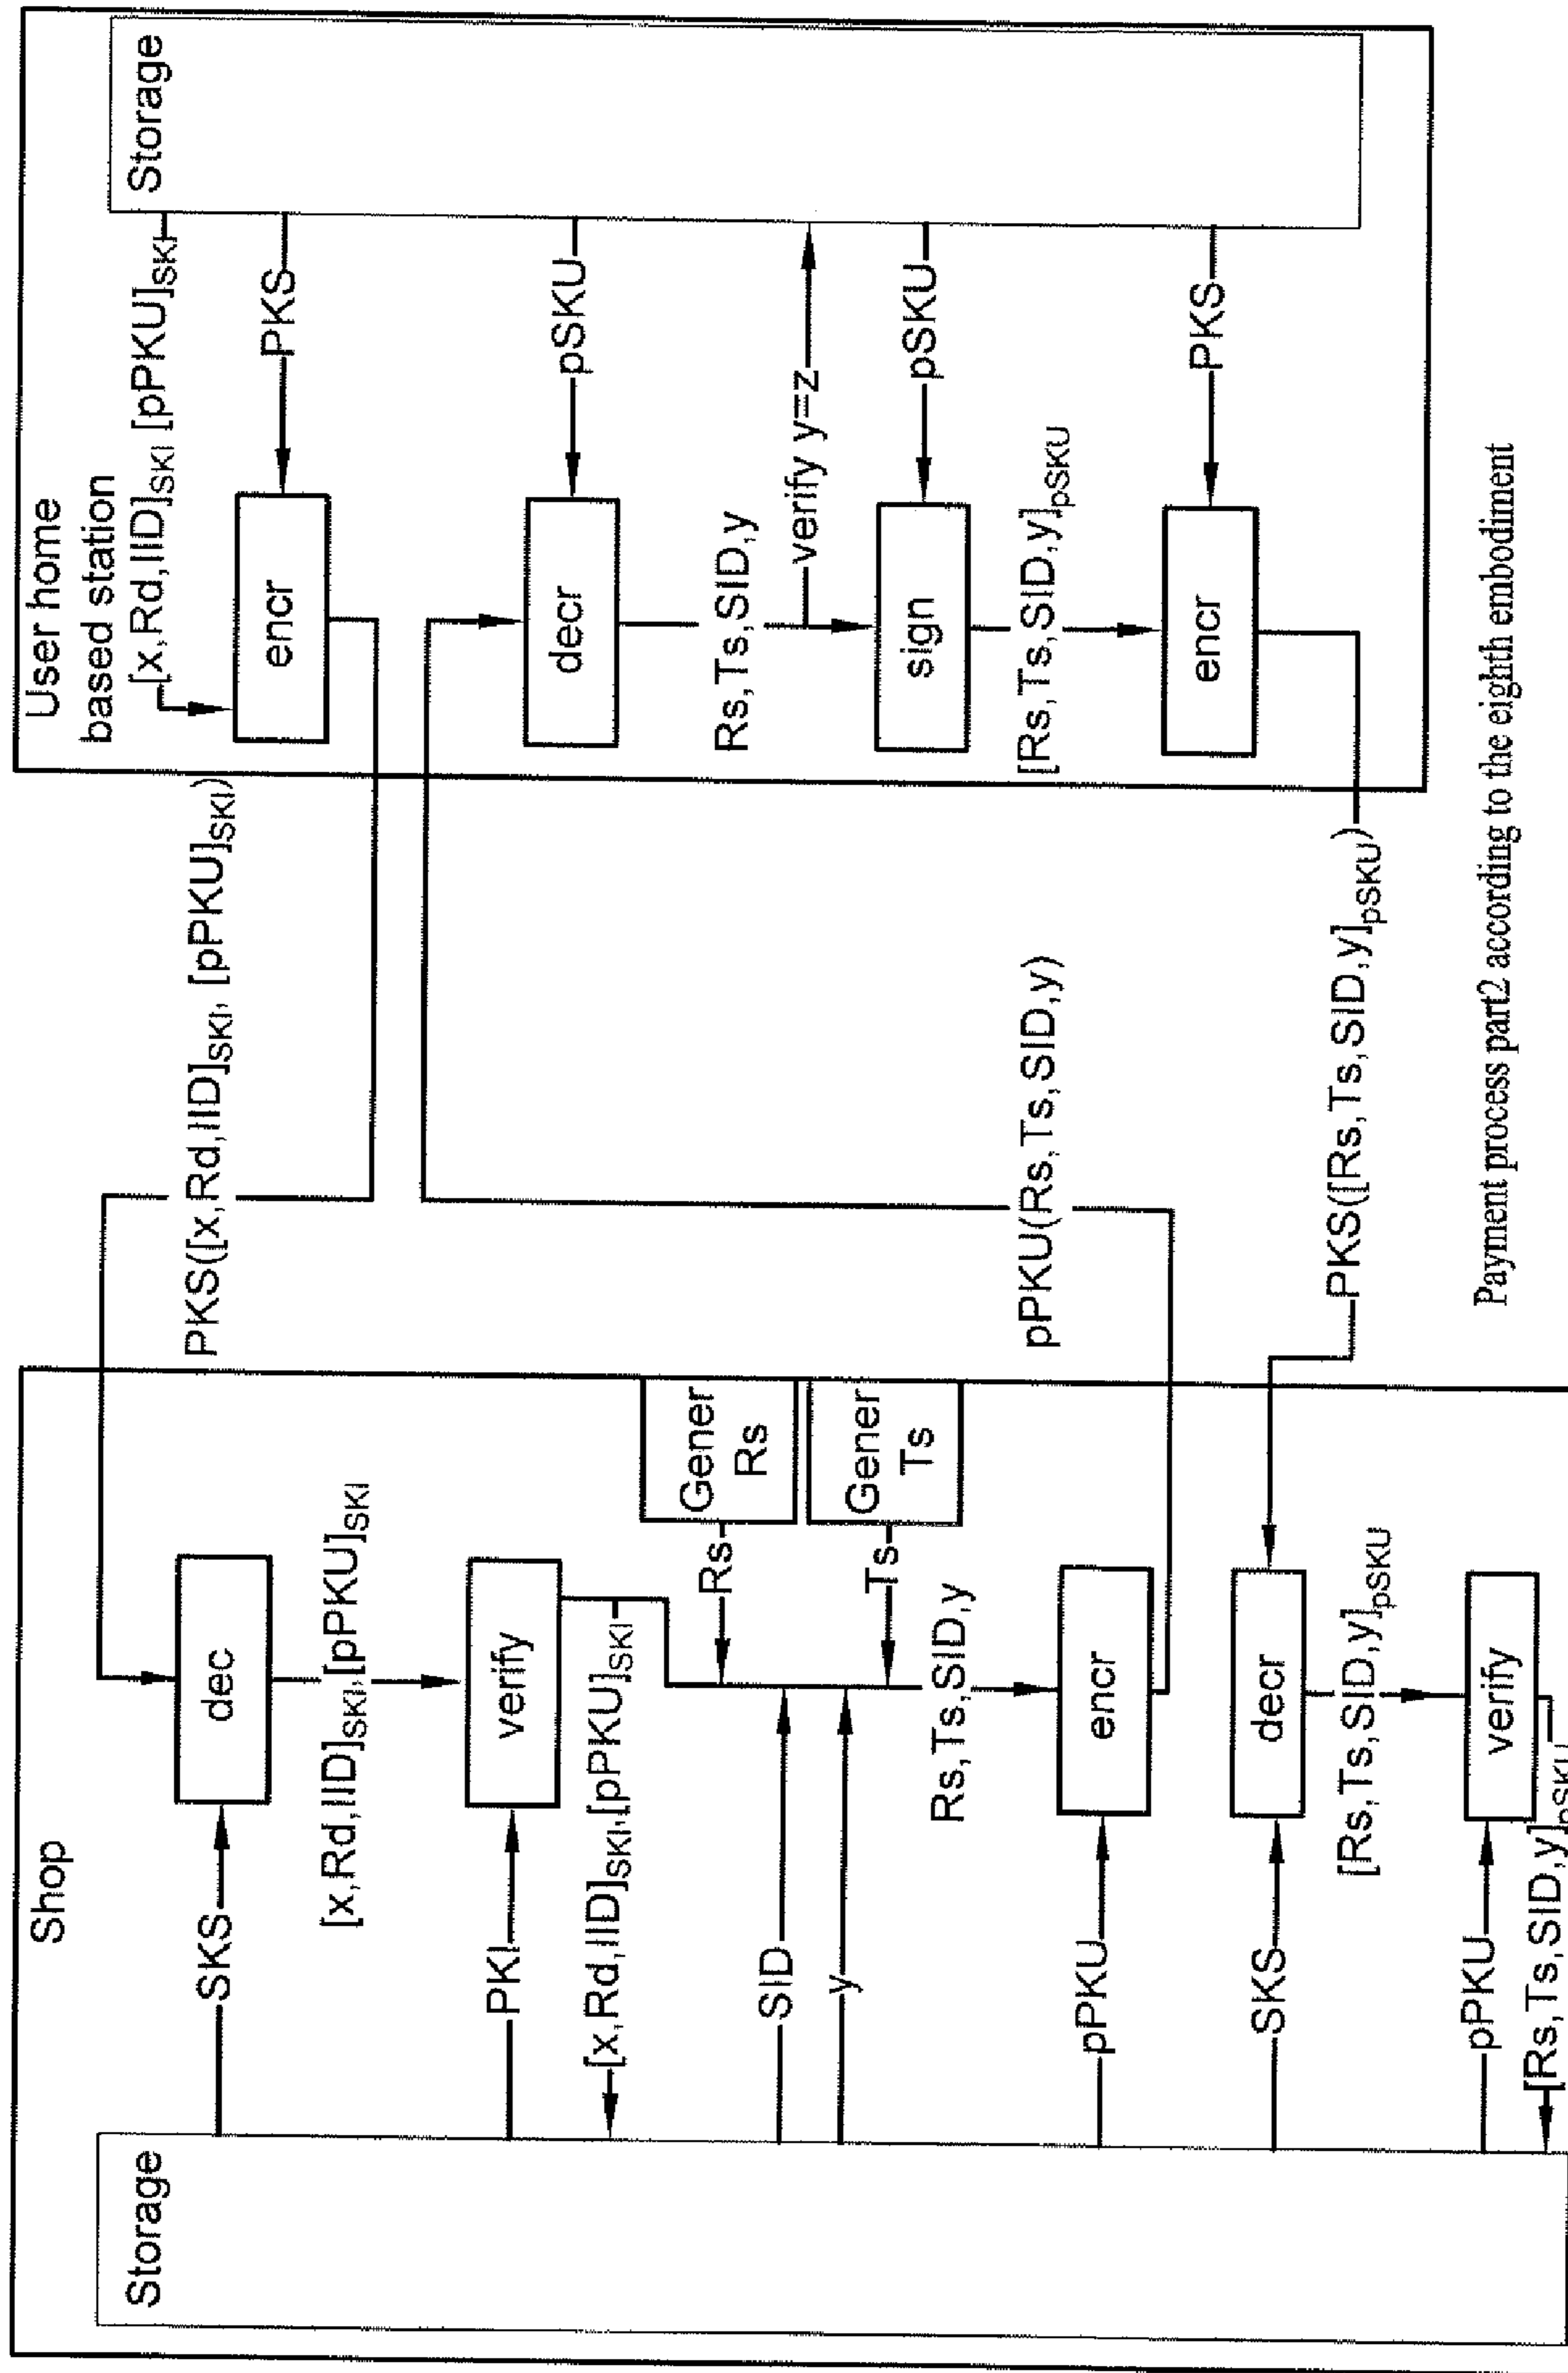 Shop
Storage
SKS
dec
[x,Rd,IID]SKI,[pPKU]SKI
PKI
verify
[x,Rd,IID]SKI,[pPKU]SKI
Gener
Rs
Rs
Gener
Ts
Ts
SID
y
Rs,Ts,SID,y
pPKU
encr
SKS
decr
[Rs,Ts,SID,y]pSKU
pPKU
verify
[Rs,Ts,SID,y]pSKU
PKS([x,Rd,IID]SKI, [pPKU]SKI)
pPKU(Rs,Ts,SID,y)
PKS([Rs,Ts,SID,y]pSKU)
User home
based station
Storage
[x,Rd,IID]SKI, [pPKU]SKI
encr
PKS
decr
pSKU
Rs,Ts,SID,y
verify y=z
sign
pSKU
[Rs,Ts,SID,y]pSKU
encr
PKS
Payment process part2 according to the eighth embodiment